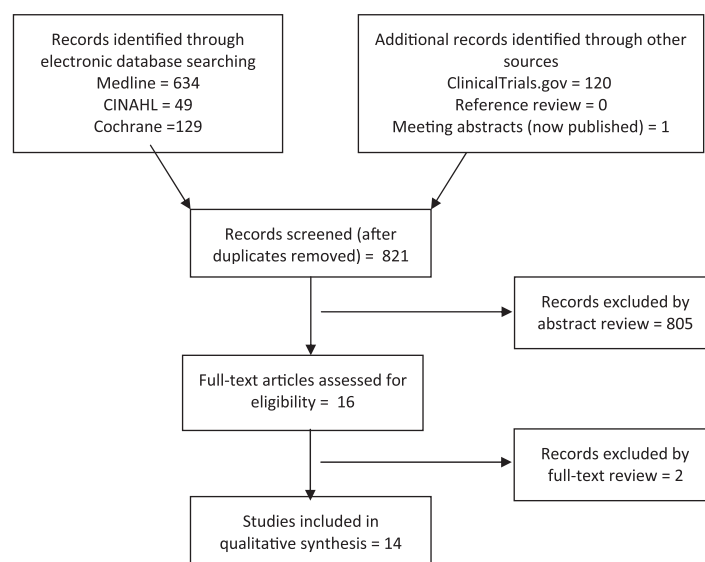 Records identified through
electronic database searching
Medline = 634
CINAHL = 49
Cochrane =129
Additional records identified through other
sources
ClinicalTrials.gov = 120
Reference review = 0
Meeting abstracts (now published) = 1
Records screened (after
duplicates removed) = 821
Records excluded by
abstract review = 805
Full-text articles assessed for
eligibility = 16
Records excluded by
full-text review = 2
Studies included in
qualitative synthesis = 14